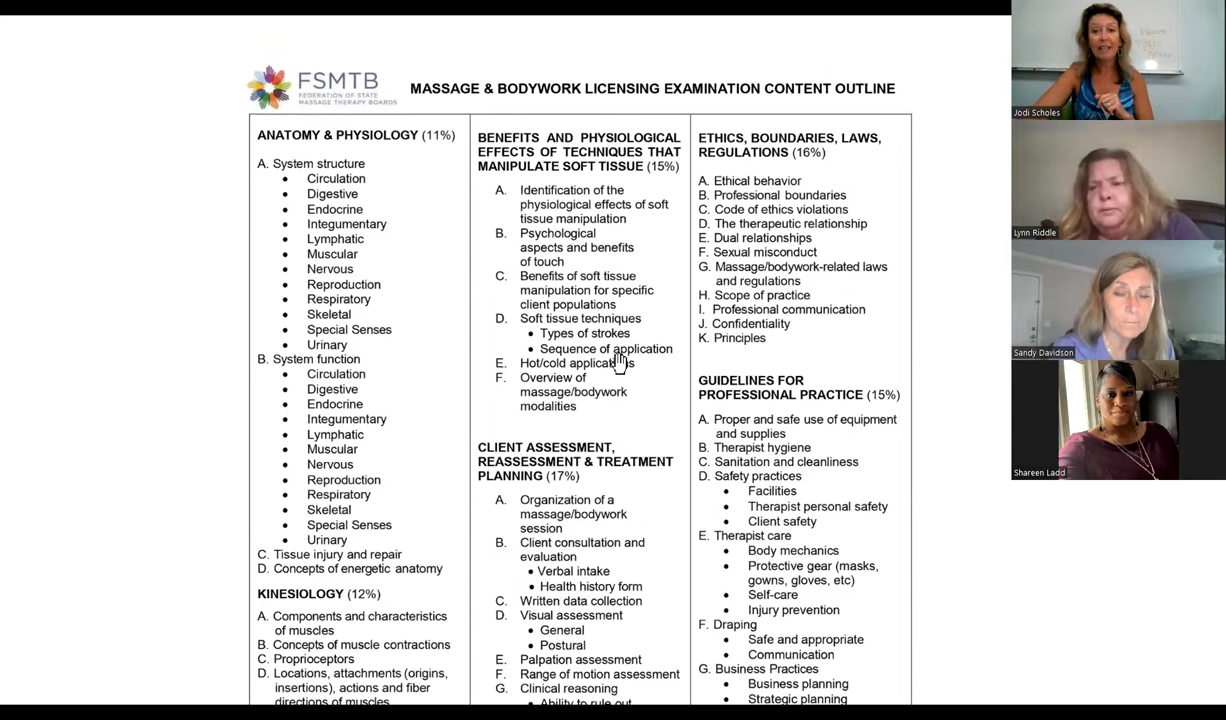 FSMTB
FEDERATION OF STATE
MASSAGE THERAPY BOARDS
MASSAGE & BODYWORK LICENSING EXAMINATION CONTENT OUTLINE
ANATOMY & PHYSIOLOGY (11%)
A. System structure
• Circulation
• Digestive
• Endocrine
• Integumentary
• Lymphatic
• Muscular
• Nervous
• Reproduction
• Respiratory
• Skeletal
• Special Senses
• Urinary
B. System function
• Circulation
• Digestive
• Endocrine
• Integumentary
• Lymphatic
• Muscular
• Nervous
• Reproduction
• Respiratory
• Skeletal
• Special Senses
• Urinary
C. Tissue injury and repair
D. Concepts of energetic anatomy
KINESIOLOGY (12%)
A. Components and characteristics
of muscles
B. Concepts of muscle contractions
C. Proprioceptors
D. Locations, attachments (origins,
insertions), actions and fiber
directions of muscles
BENEFITS AND PHYSIOLOGICAL
EFFECTS OF TECHNIQUES THAT
MANIPULATE SOFT TISSUE (15%)
A. Identification of the
physiological effects of soft
tissue manipulation
B. Psychological
aspects and benefits
of touch
C. Benefits of soft tissue
manipulation for specific
client populations
D. Soft tissue techniques
• Types of strokes
• Sequence of application
E. Hot/cold applications
F. Overview of
massage/bodywork
modalities
CLIENT ASSESSMENT,
REASSESSMENT & TREATMENT
PLANNING (17%)
A. Organization of a
massage/bodywork
session
B. Client consultation and
evaluation
• Verbal intake
• Health history form
C. Written data collection
D. Visual assessment
• General
• Postural
E. Palpation assessment
F. Range of motion assessment
G. Clinical reasoning
• Ability to rule out
ETHICS, BOUNDARIES, LAWS,
REGULATIONS (16%)
A. Ethical behavior
B. Professional boundaries
C. Code of ethics violations
D. The therapeutic relationship
E. Dual relationships
F. Sexual misconduct
G. Massage/bodywork-related laws
and regulations
H. Scope of practice
I. Professional communication
J. Confidentiality
K. Principles
GUIDELINES FOR
PROFESSIONAL PRACTICE (15%)
A. Proper and safe use of equipment
and supplies
B. Therapist hygiene
C. Sanitation and cleanliness
D. Safety practices
• Facilities
• Therapist personal safety
• Client safety
E. Therapist care
• Body mechanics
• Protective gear (masks,
gowns, gloves, etc)
• Self-care
• Injury prevention
F. Draping
• Safe and appropriate
• Communication
G. Business Practices
• Business planning
• Strategic planning
Jodi Scholes
Lynn Riddle
Sandy Davidson
Shareen Ladd